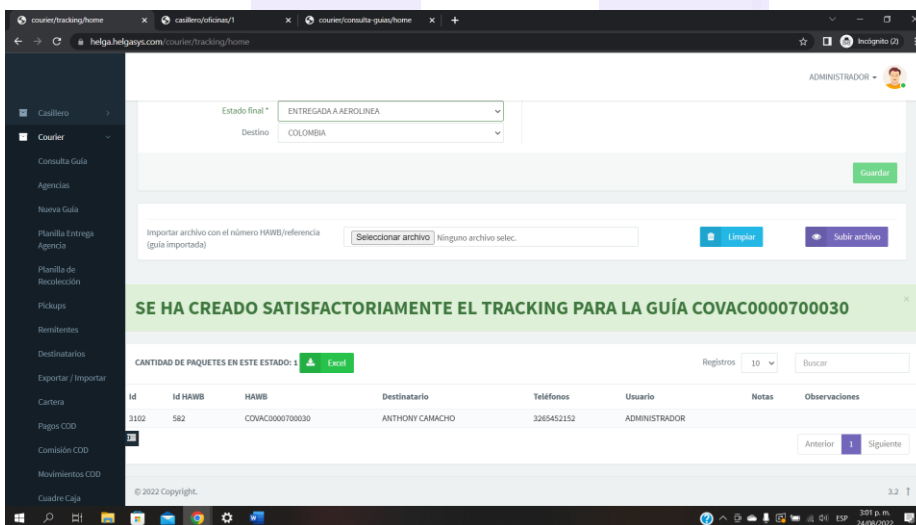 courier/tracking/home
casillero/oficinas/1
courier/consulta-guias/home
helga.helgasys.com/courier/tracking/home
Incógnito (2)
ADMINISTRADOR
Casillero
Courier
Consulta Guía
Agencias
Nueva Guía
Planilla Entrega
Agencia
Planilla de
Recolección
Pickups
Remitentes
Destinatarios
Exportar / Importar
Cartera
Pagos COD
Comisión COD
Movimientos COD
Cuadre Caja
Estado final * ENTREGADA A AEROLINEA
Destino COLOMBIA
Guardar
Importar archivo con el número HAWB/referencia
(guía importada)
Seleccionar archivo Ninguno archivo selec.
Limpiar
Subir archivo
SE HA CREADO SATISFACTORIAMENTE EL TRACKING PARA LA GUÍA COVAC0000700030
CANTIDAD DE PAQUETES EN ESTE ESTADO: 1 Excel
Registros 10 Buscar
Id Id HAWB HAWB Destinatario Teléfonos Usuario Notas Observaciones
3102 582 COVAC0000700030 ANTHONY CAMACHO 3265452152 ADMINISTRADOR
Anterior 1 Siguiente
© 2022 Copyright.
3.2
ESP
3:01 p. m.
24/08/2022